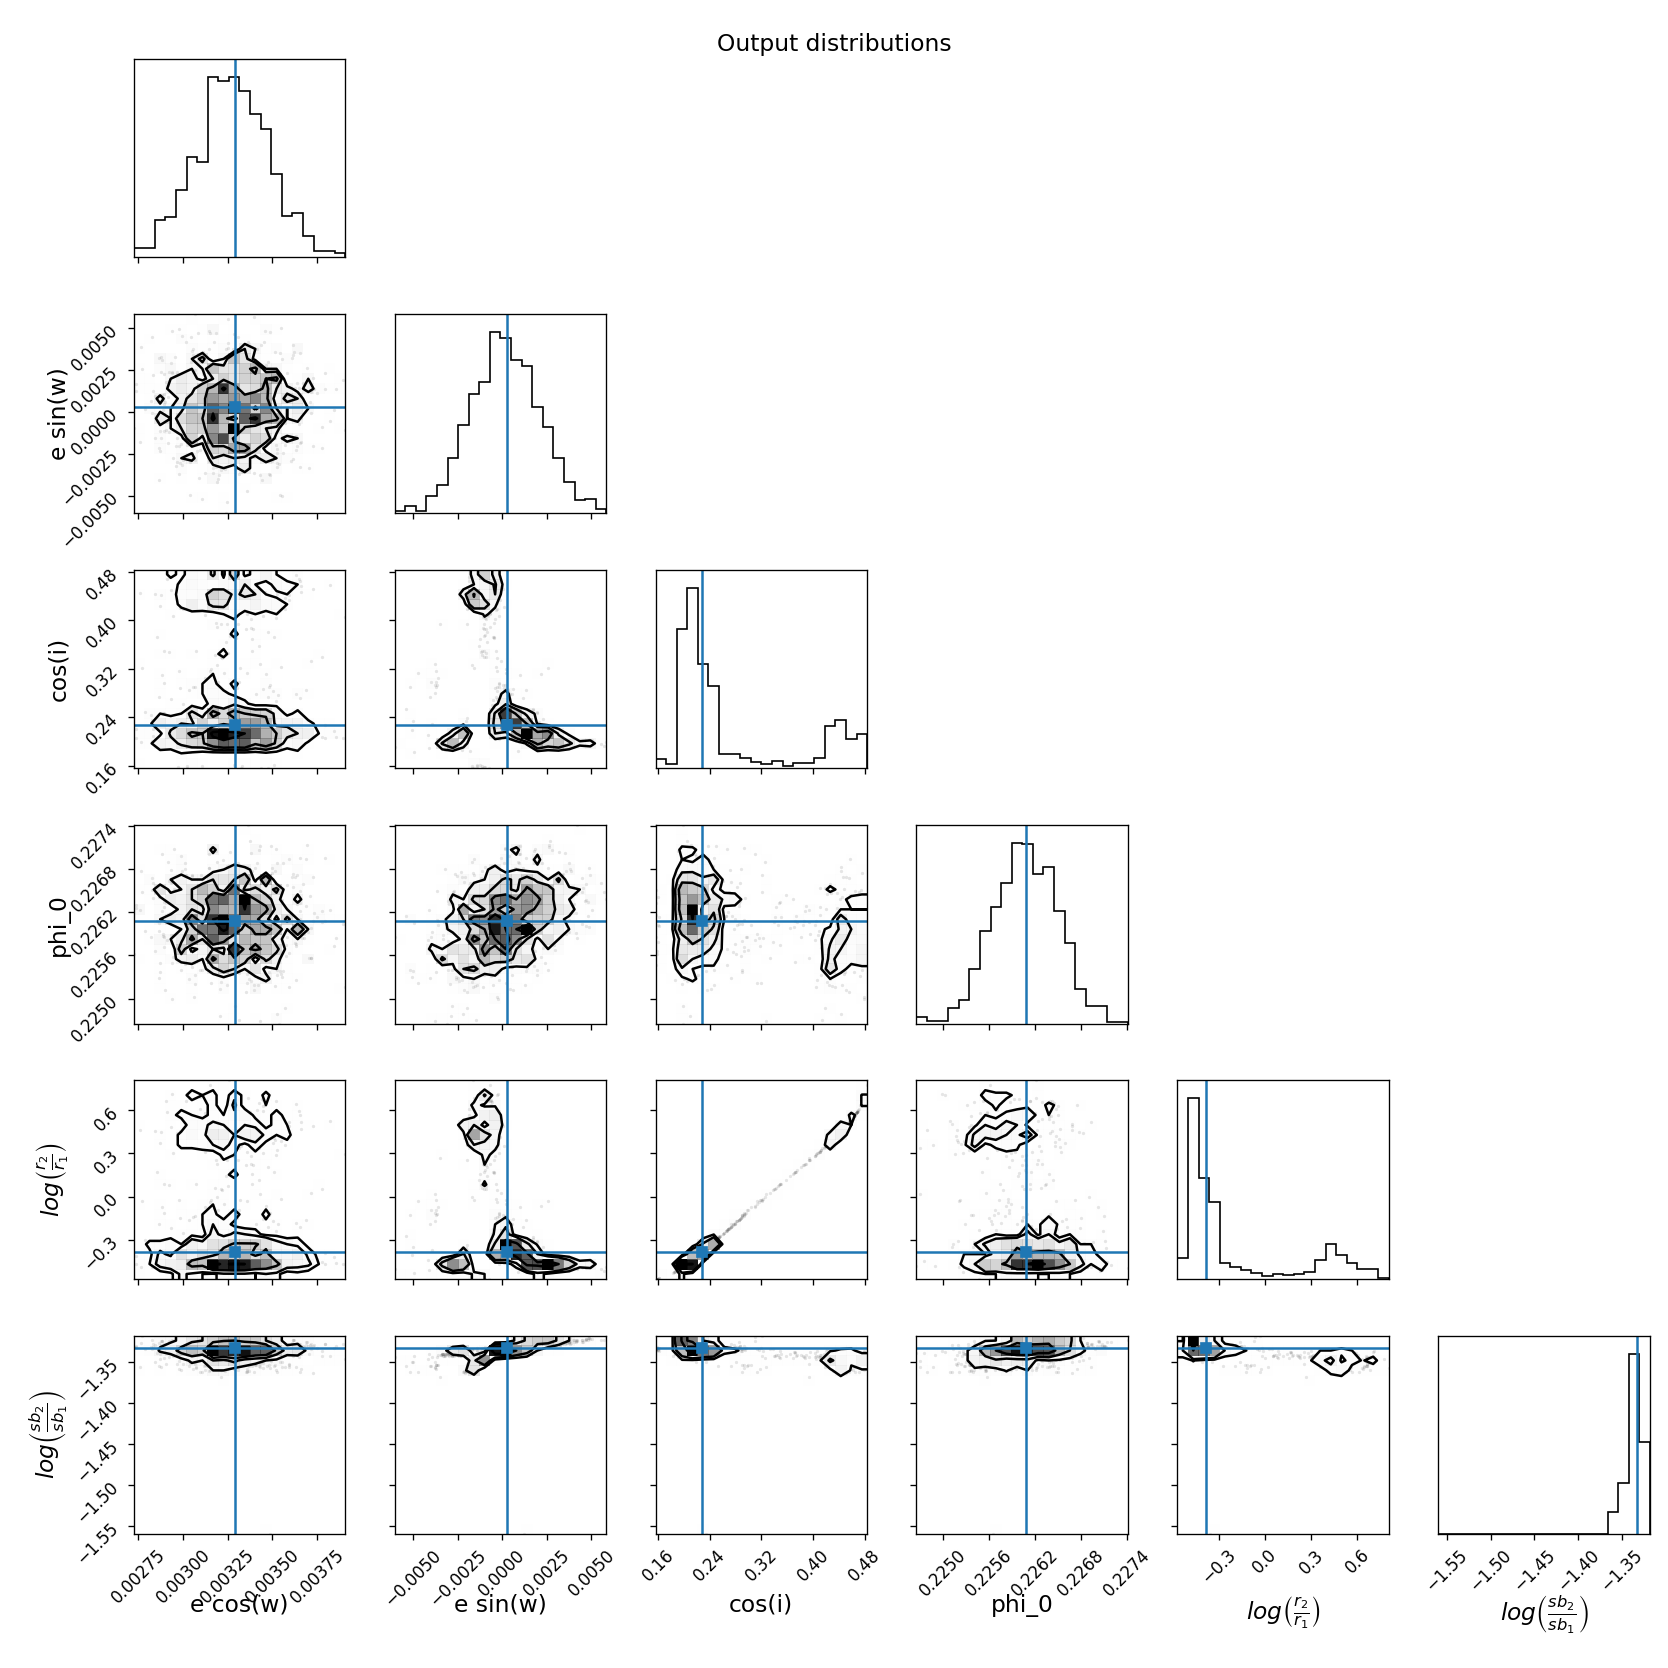 Output distributions
e sin(w)
0.0050
0.0025
0.0000
−0.0025
−0.0050
cos(i)
0.48
0.40
0.32
0.24
0.16
phi_0
0.2274
0.2268
0.2262
0.2256
0.2250
log(r2/r1)
0.6
0.3
0.0
−0.3
log(sb2/sb1)
−1.35
−1.40
−1.45
−1.50
−1.55
0.00275 0.00300 0.00325 0.00350 0.00375
−0.0050 −0.0025 0.0000 0.0025 0.0050
0.16 0.24 0.32 0.40 0.48
0.2250 0.2256 0.2262 0.2268 0.2274
−0.3 0.0 0.3 0.6
−1.55 −1.50 −1.45 −1.40 −1.35
e cos(w) e sin(w) cos(i) phi_0 log(r2/r1) log(sb2/sb1)